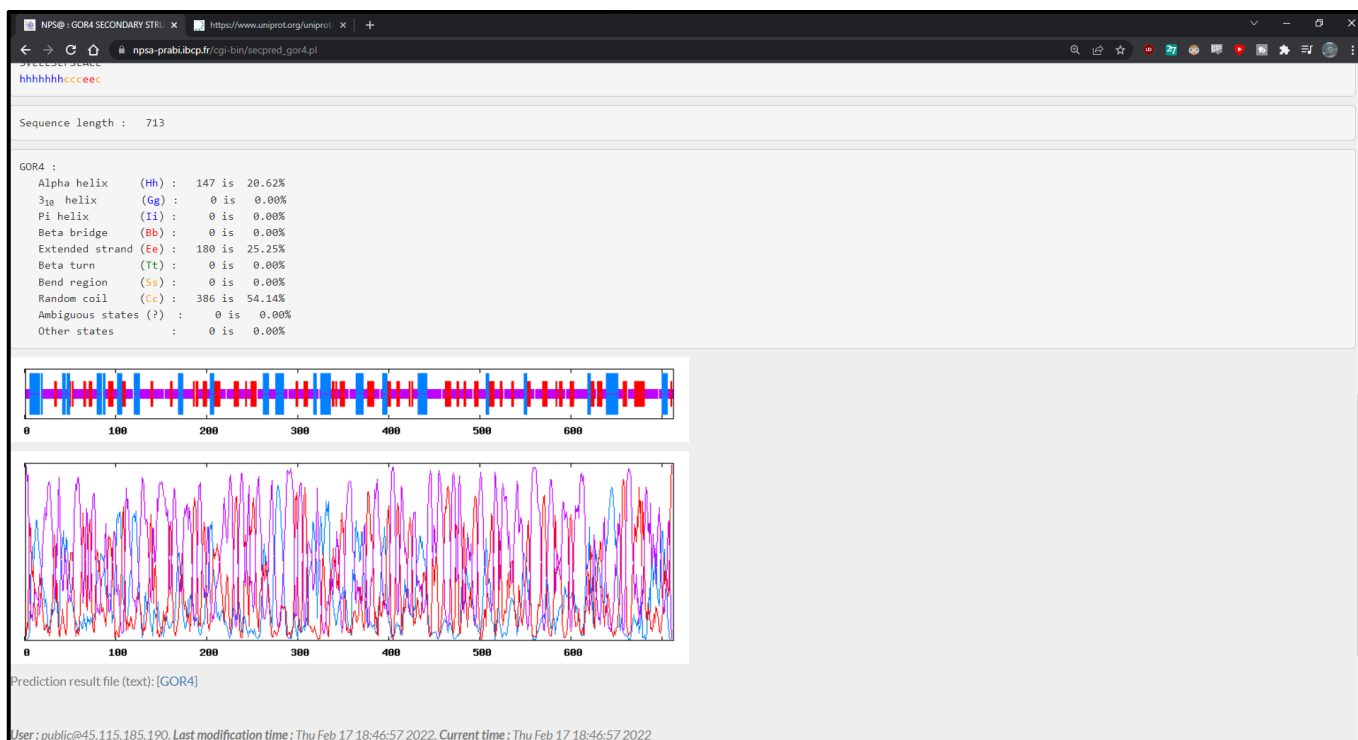 NPS@ : GOR4 SECONDARY STRU
https://www.uniprot.org/uniprot/
npsa-prabi.ibcp.fr/cgi-bin/secpred_gor4.pl
hhhhhhhccceec
Sequence length : 713
GOR4 :
Alpha helix (Hh) : 147 is 20.62%
3₁₀ helix (Gg) : 0 is 0.00%
Pi helix (Ii) : 0 is 0.00%
Beta bridge (Bb) : 0 is 0.00%
Extended strand (Ee) : 180 is 25.25%
Beta turn (Tt) : 0 is 0.00%
Bend region (Ss) : 0 is 0.00%
Random coil (Cc) : 386 is 54.14%
Ambiguous states (?) : 0 is 0.00%
Other states : 0 is 0.00%
0 100 200 300 400 500 600
0 100 200 300 400 500 600
Prediction result file (text): [GOR4]
User : public@45.115.185.190. Last modification time : Thu Feb 17 18:46:57 2022. Current time : Thu Feb 17 18:46:57 2022